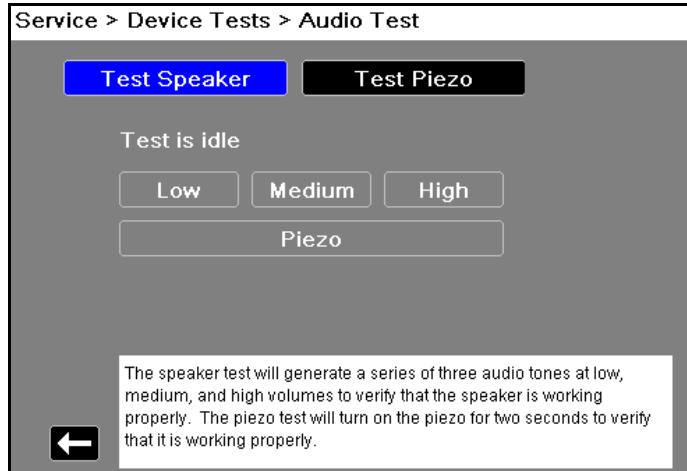 Service > Device Tests > Audio Test
Test Speaker Test Piezo
Test is idle
Low Medium High
Piezo
The speaker test will generate a series of three audio tones at low,
medium, and high volumes to verify that the speaker is working
properly. The piezo test will turn on the piezo for two seconds to verify
that it is working properly.